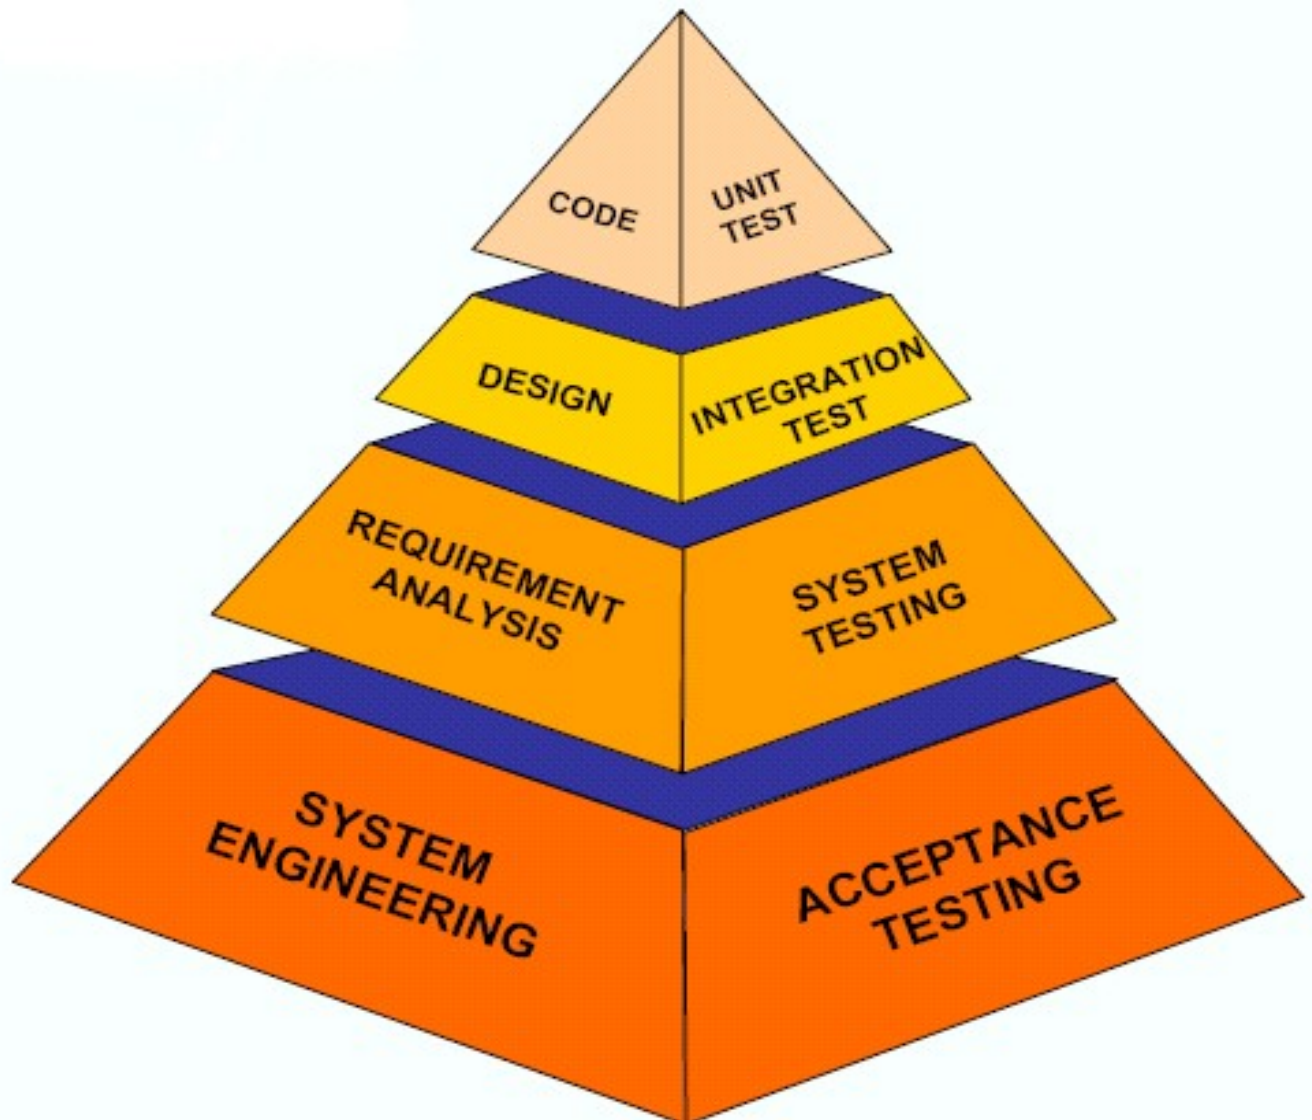 CODE
UNIT
TEST
DESIGN
INTEGRATION
TEST
REQUIREMENT
ANALYSIS
SYSTEM
TESTING
SYSTEM
ENGINEERING
ACCEPTANCE
TESTING